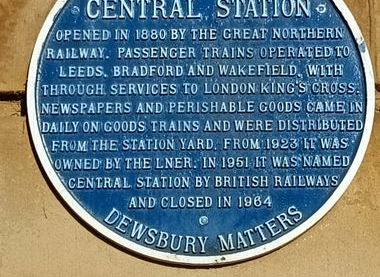 CENTRAL STATION
OPENED IN 1880 BY THE GREAT NORTHERN
RAILWAY. PASSENGER TRAINS OPERATED TO
LEEDS, BRADFORD AND WAKEFIELD, WITH
THROUGH SERVICES TO LONDON KING'S CROSS.
NEWSPAPERS AND PERISHABLE GOODS CAME IN
DAILY ON GOODS TRAINS AND WERE DISTRIBUTED
FROM THE STATION YARD. FROM 1923 IT WAS
OWNED BY THE LNER; IN 1951 IT WAS NAMED
CENTRAL STATION BY BRITISH RAILWAYS
AND CLOSED IN 1964
DEWSBURY MATTERS